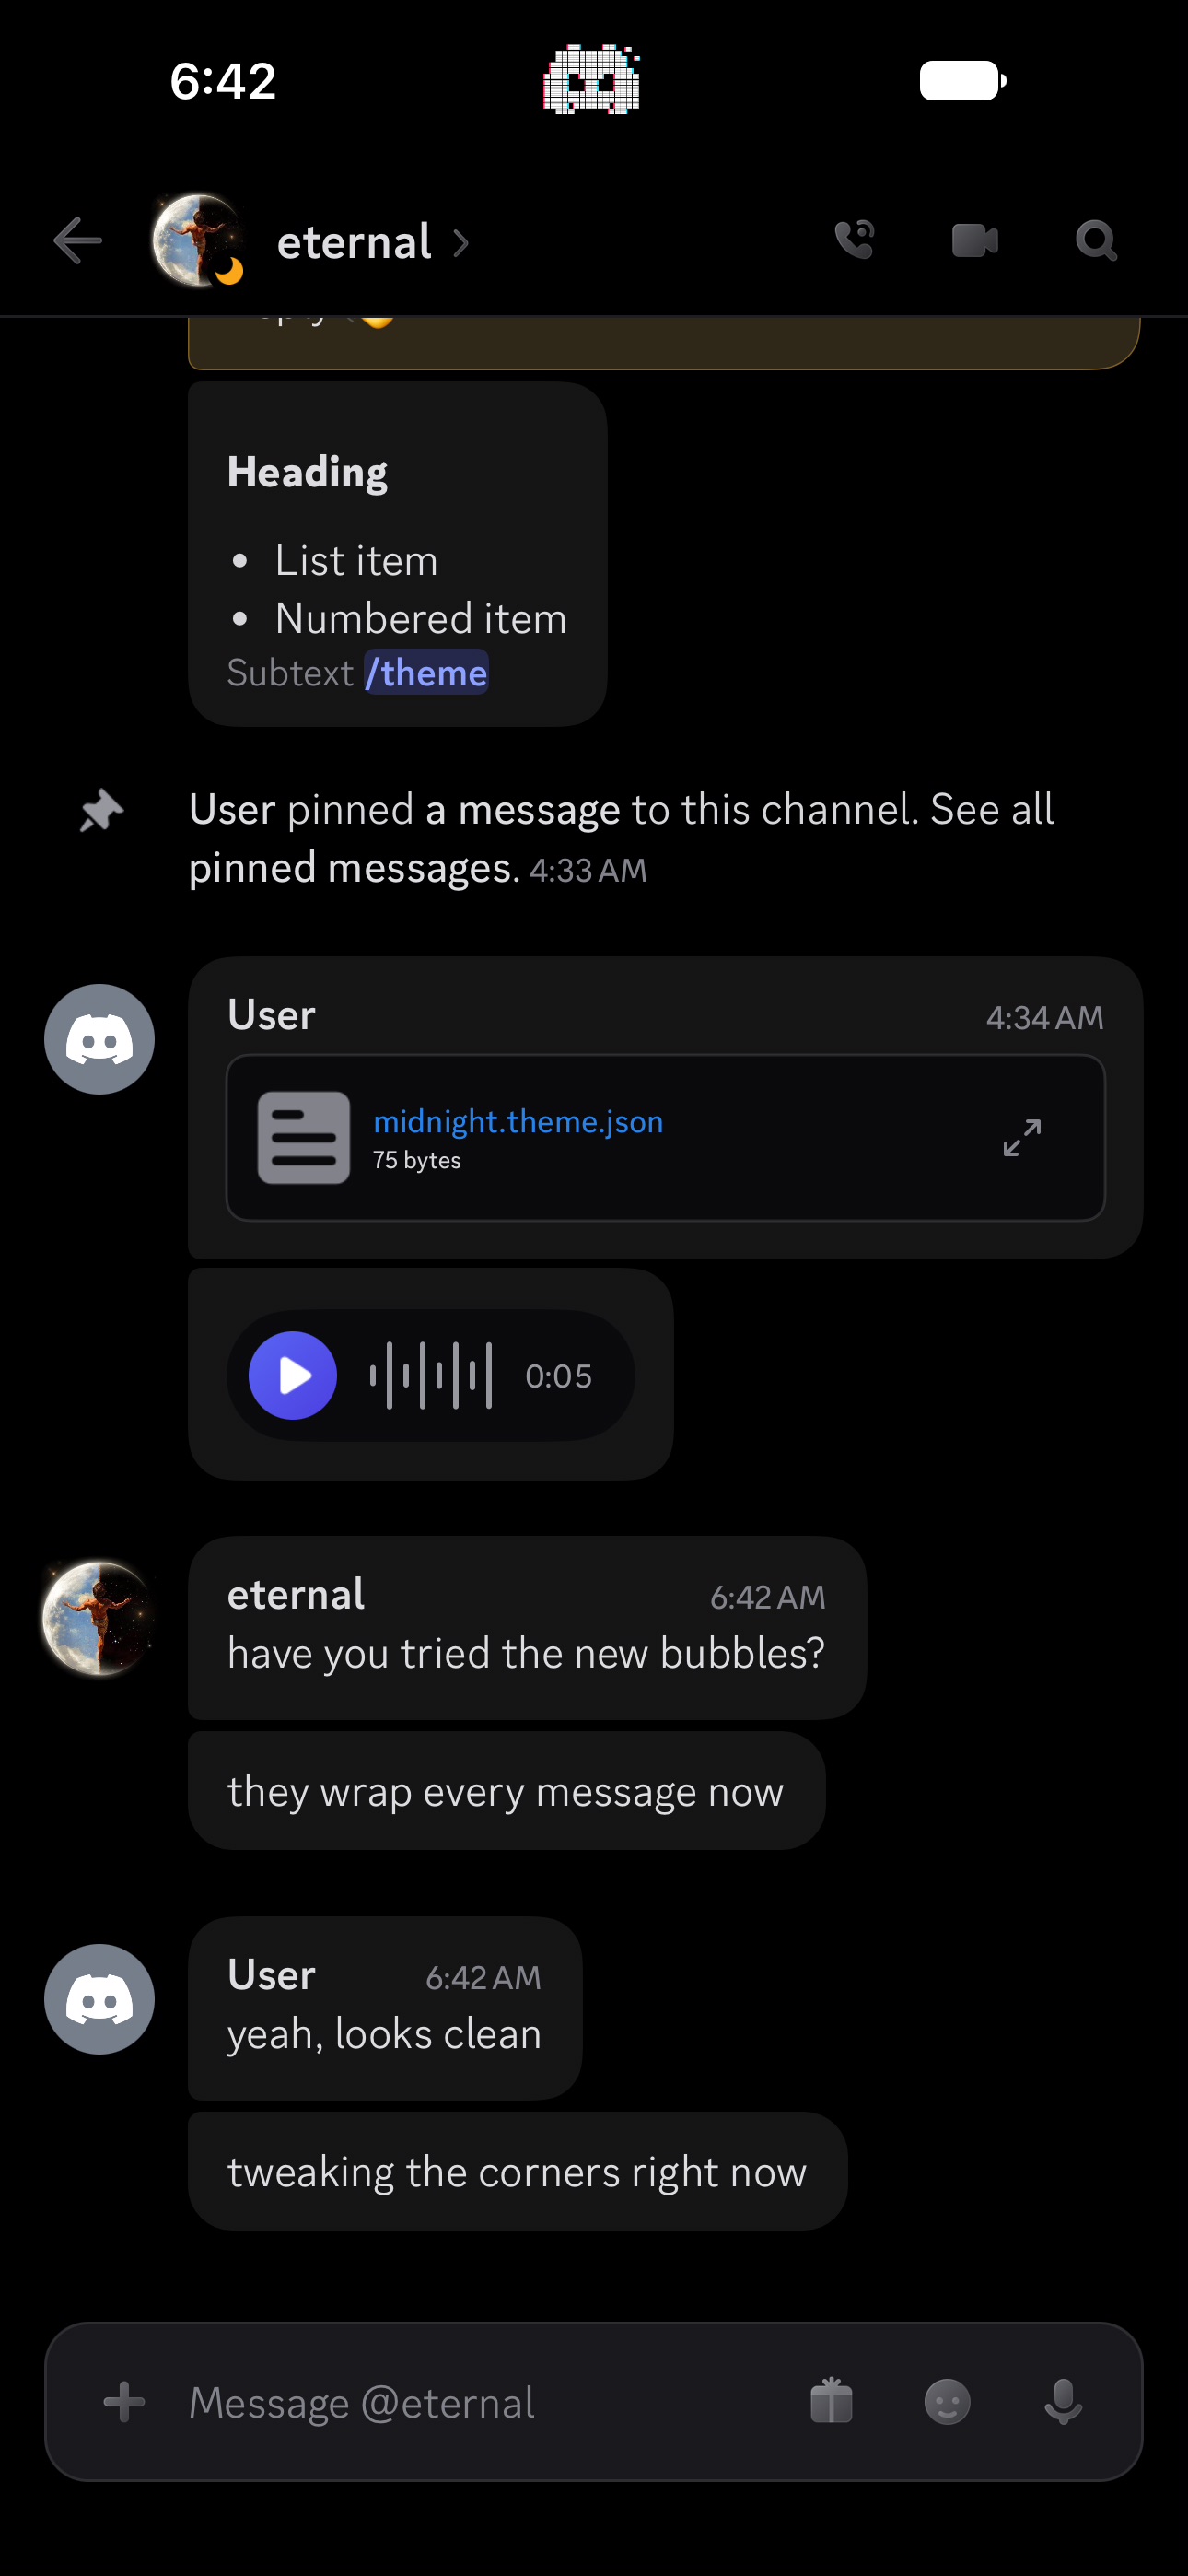 6:42
eternal
Heading
• List item
• Numbered item
Subtext /theme
User pinned a message to this channel. See all
pinned messages. 4:33 AM
User 4:34 AM
midnight.theme.json
75 bytes
0:05
eternal 6:42 AM
have you tried the new bubbles?
they wrap every message now
User 6:42 AM
yeah, looks clean
tweaking the corners right now
Message @eternal